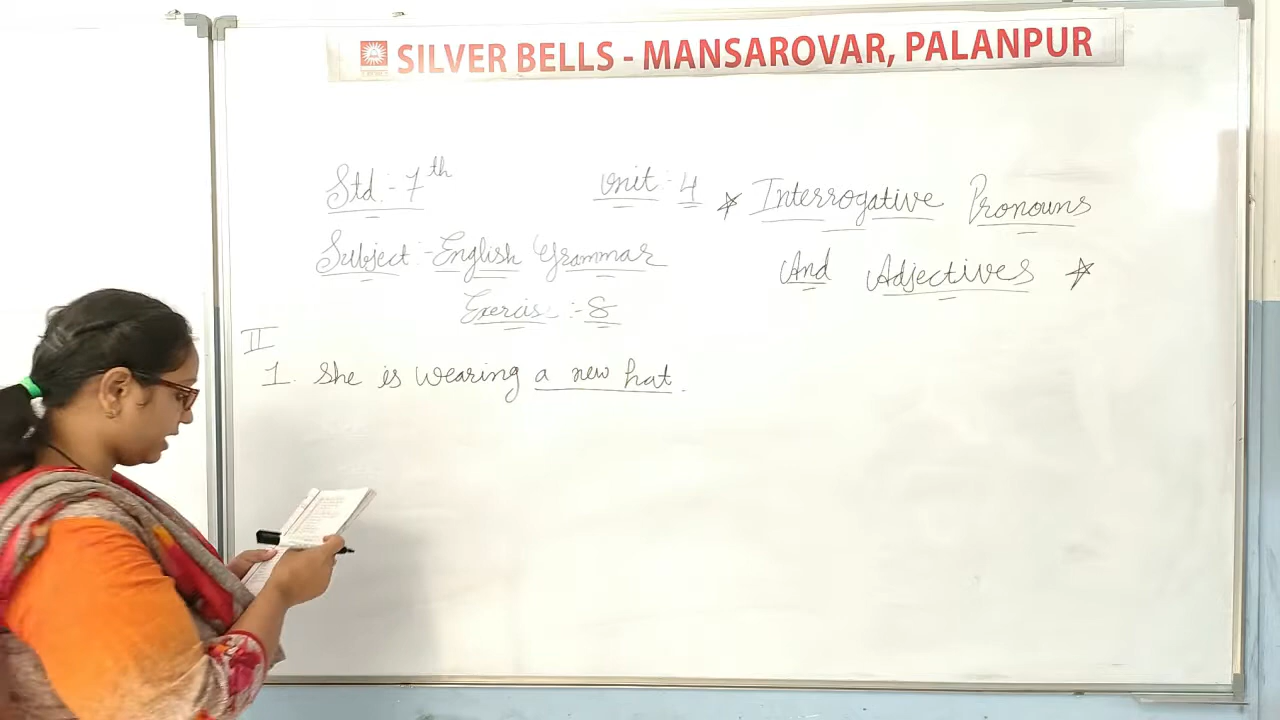 SILVER BELLS - MANSAROVAR, PALANPUR
Std :- 7th
Unit :- 4
* Interrogative Pronouns
And Adjectives *
Subject :- English Grammar
Exercise :- 8
II
1. She is wearing a new hat.